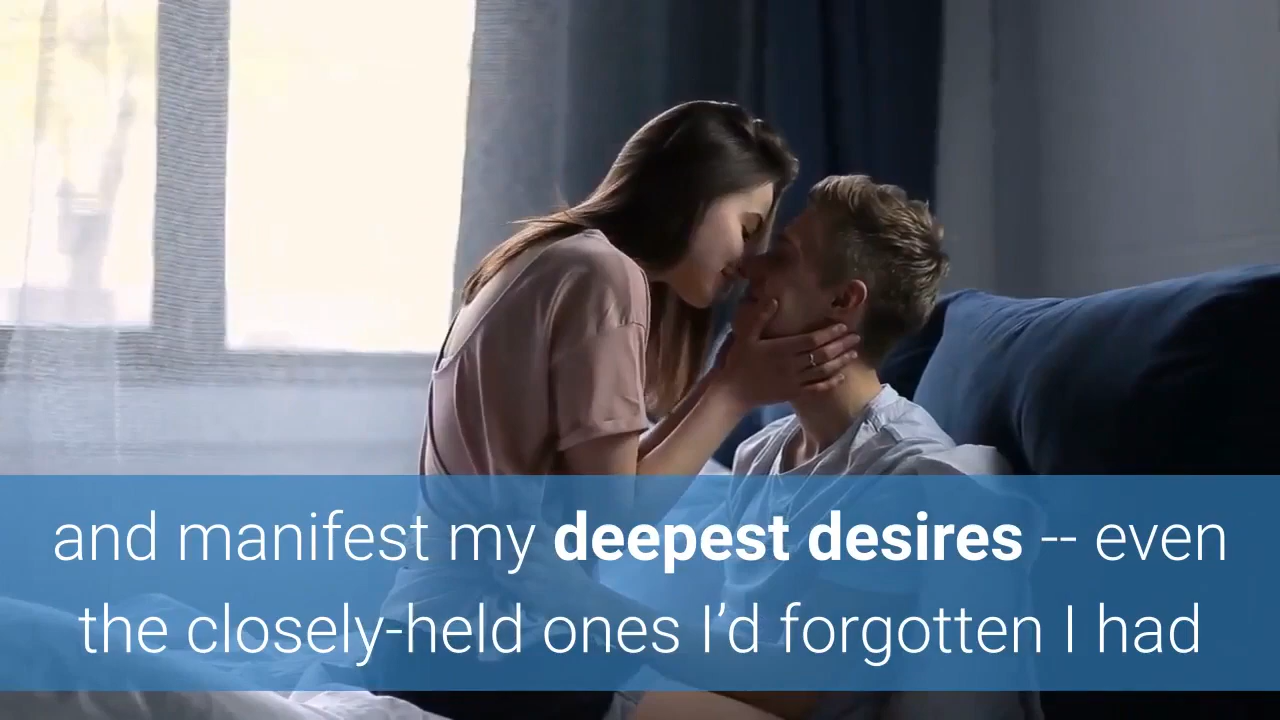 and manifest my deepest desires -- even
the closely-held ones I’d forgotten I had